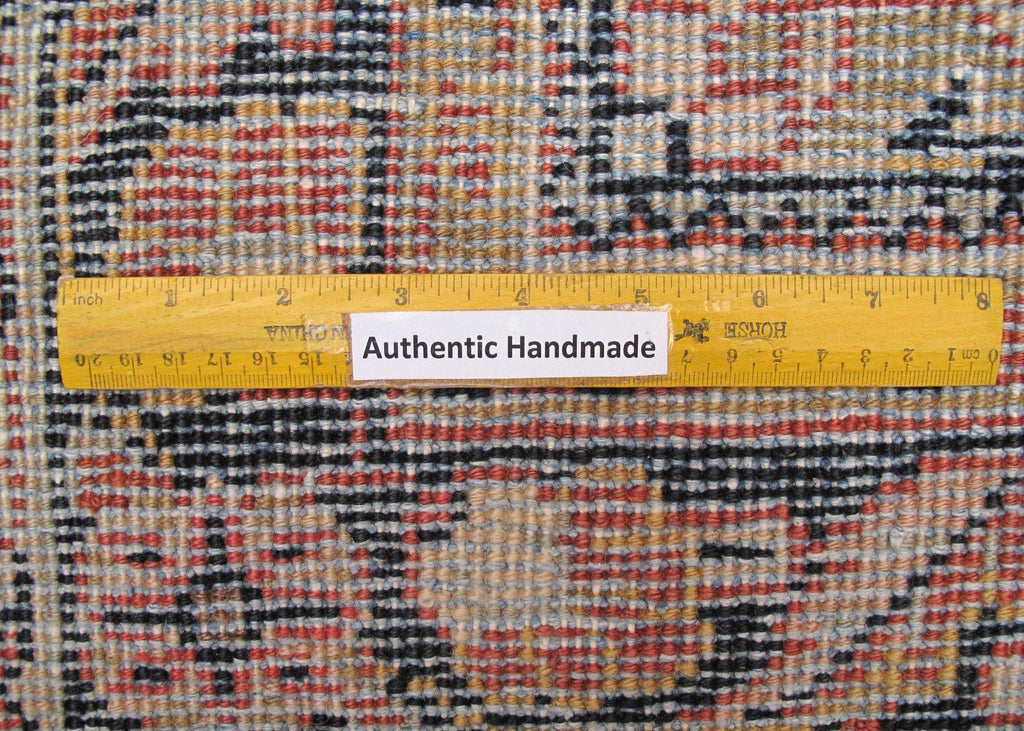 inch 1 2 3 4 5 6 7 8
N CHINA
HORSE
Authentic Handmade
20 19 18 17 16 15 7 6 5 4 3 2 1 cm 0